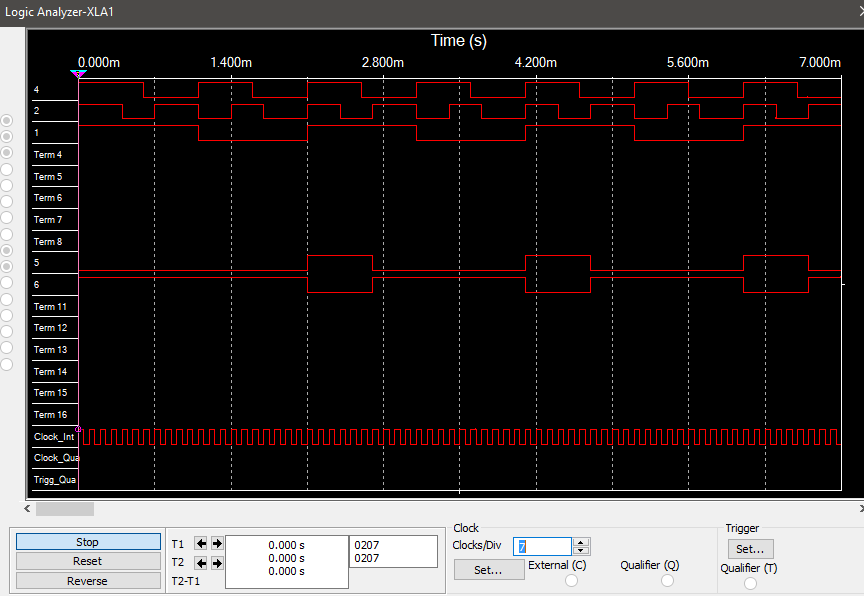 Logic Analyzer-XLA1
Time (s)
0.000m 1.400m 2.800m 4.200m 5.600m 7.000m
4
2
1
Term 4
Term 5
Term 6
Term 7
Term 8
5
6
Term 11
Term 12
Term 13
Term 14
Term 15
Term 16
Clock_Int
Clock_Qua
Trigg_Qua
Stop
Reset
Reverse
T1 0.000 s 0207
T2 0.000 s 0207
T2-T1 0.000 s
Clock
Clocks/Div 7
Set... External (C) Qualifier (Q)
Trigger
Set...
Qualifier (T)